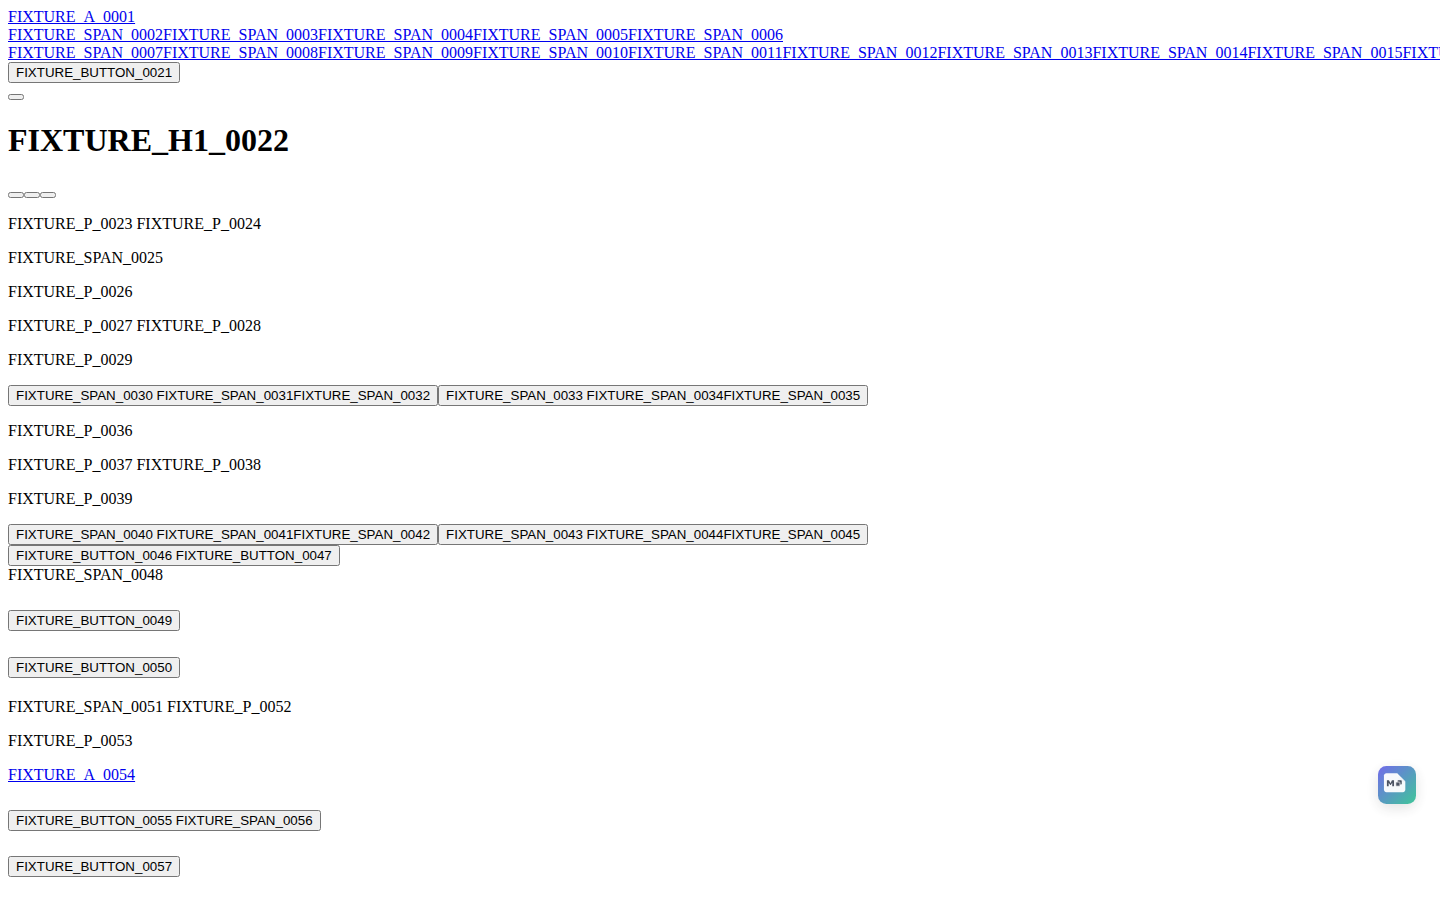 FIXTURE_A_0001
FIXTURE_SPAN_0002FIXTURE_SPAN_0003FIXTURE_SPAN_0004FIXTURE_SPAN_0005FIXTURE_SPAN_0006
FIXTURE_SPAN_0007FIXTURE_SPAN_0008FIXTURE_SPAN_0009FIXTURE_SPAN_0010FIXTURE_SPAN_0011FIXTURE_SPAN_0012FIXTURE_SPAN_0013FIXTURE_SPAN_0014FIXTURE_SPAN_0015FIXTU
FIXTURE_BUTTON_0021
FIXTURE_H1_0022
FIXTURE_P_0023 FIXTURE_P_0024
FIXTURE_SPAN_0025
FIXTURE_P_0026
FIXTURE_P_0027 FIXTURE_P_0028
FIXTURE_P_0029
FIXTURE_SPAN_0030 FIXTURE_SPAN_0031FIXTURE_SPAN_0032 FIXTURE_SPAN_0033 FIXTURE_SPAN_0034FIXTURE_SPAN_0035
FIXTURE_P_0036
FIXTURE_P_0037 FIXTURE_P_0038
FIXTURE_P_0039
FIXTURE_SPAN_0040 FIXTURE_SPAN_0041FIXTURE_SPAN_0042 FIXTURE_SPAN_0043 FIXTURE_SPAN_0044FIXTURE_SPAN_0045
FIXTURE_BUTTON_0046 FIXTURE_BUTTON_0047
FIXTURE_SPAN_0048
FIXTURE_BUTTON_0049
FIXTURE_BUTTON_0050
FIXTURE_SPAN_0051 FIXTURE_P_0052
FIXTURE_P_0053
FIXTURE_A_0054
FIXTURE_BUTTON_0055 FIXTURE_SPAN_0056
FIXTURE_BUTTON_0057